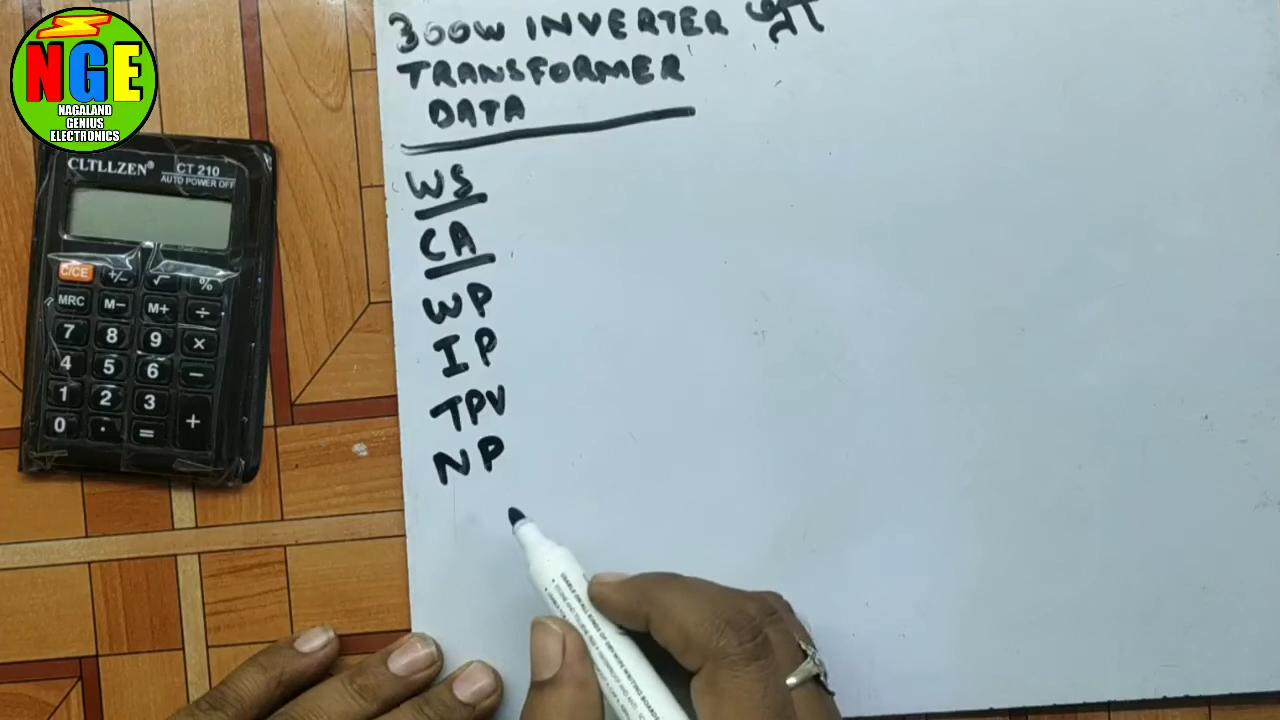 NGE
NAGALAND
GENIUS
ELECTRONICS
300W INVERTER का
TRANSFORMER
DATA
WS
CA
WP
IP
TPV
NP
CLTLLZEN® CT 210
AUTO POWER OFF
C/CE +/− √ %
MRC M− M+ ÷
7 8 9 ×
4 5 6 −
1 2 3 +
0 · =